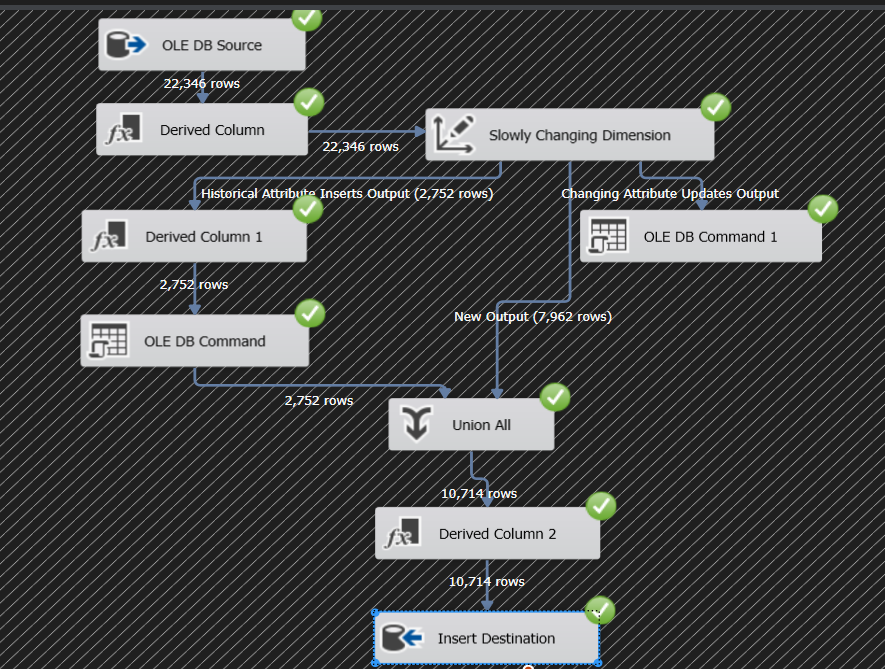 OLE DB Source
22,346 rows
Derived Column
22,346 rows
Slowly Changing Dimension
Historical Attribute Inserts Output (2,752 rows)
Changing Attribute Updates Output
Derived Column 1
OLE DB Command 1
2,752 rows
New Output (7,962 rows)
OLE DB Command
2,752 rows
Union All
10,714 rows
Derived Column 2
10,714 rows
Insert Destination